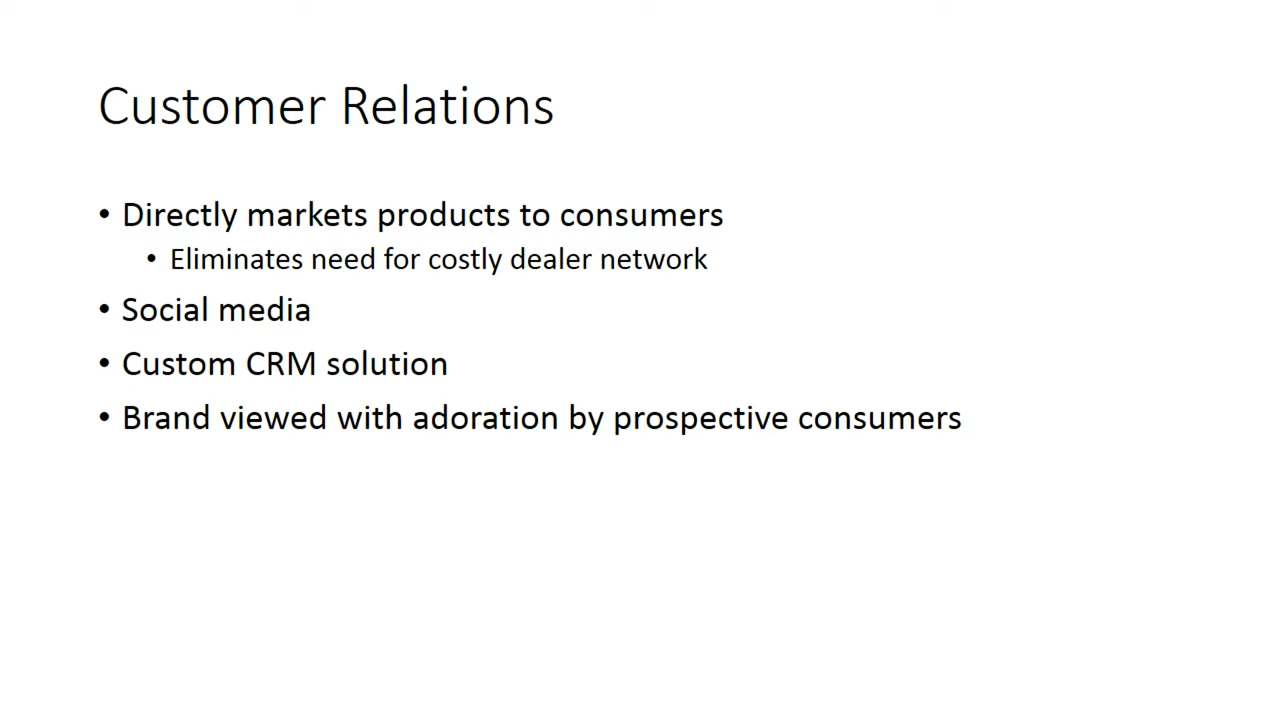 Customer Relations
• Directly markets products to consumers
• Eliminates need for costly dealer network
• Social media
• Custom CRM solution
• Brand viewed with adoration by prospective consumers